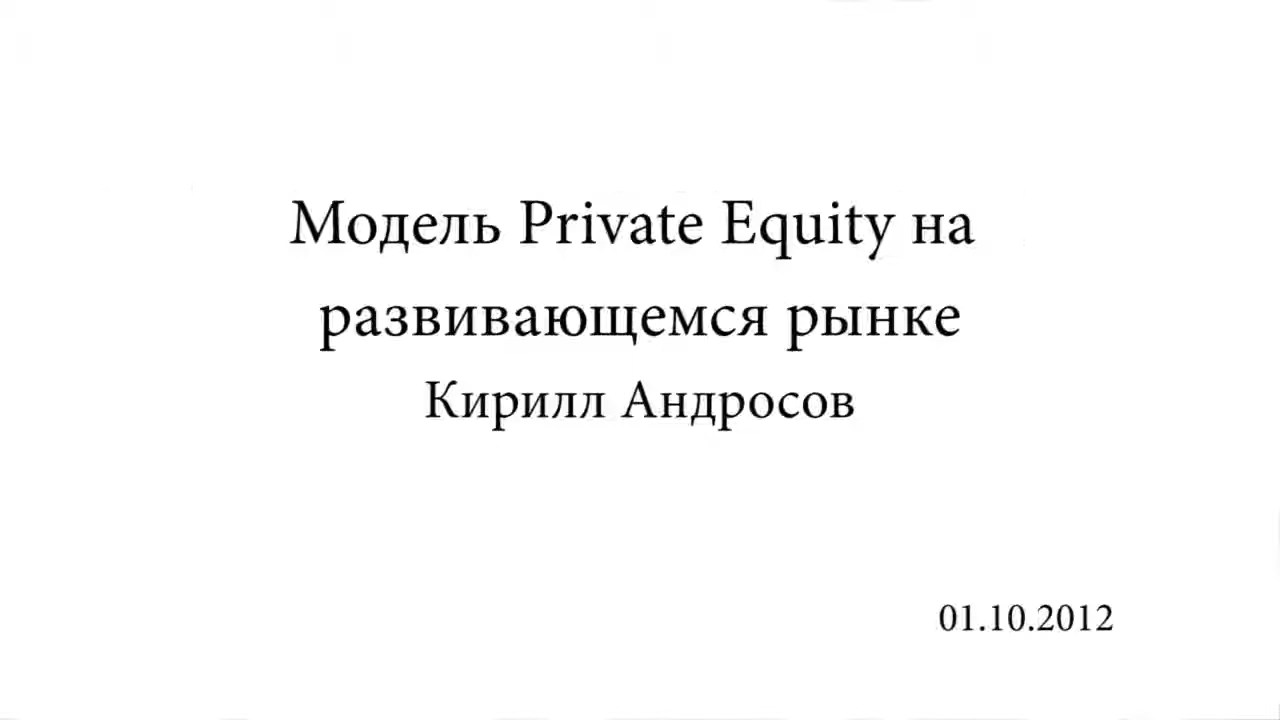 Модель Private Equity на
развивающемся рынке
Кирилл Андросов
01.10.2012